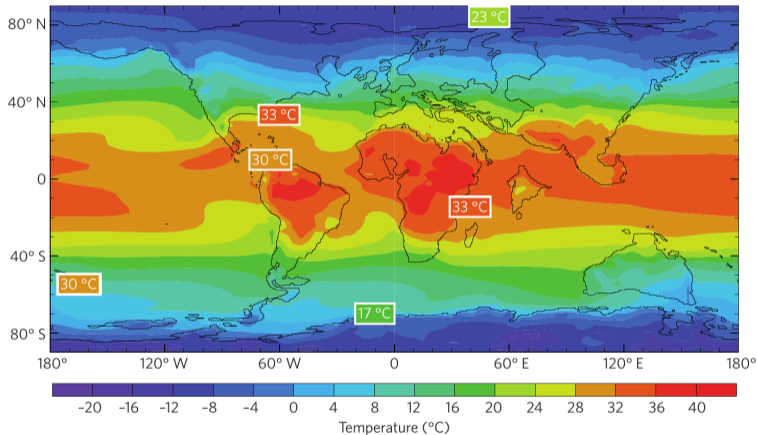 23 °C
80° N
40° N
33 °C
30 °C
0
33 °C
40° S
30 °C
17 °C
80° S
180° 120° W 60° W 0 60° E 120° E 180°
-20 -16 -12 -8 -4 0 4 8 12 16 20 24 28 32 36 40
Temperature (°C)